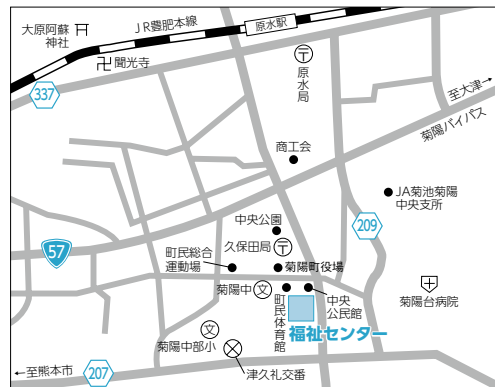 大原阿蘇
神社
JR豊肥本線
原水駅
聞光寺
原水局
337
至大津→
菊陽バイパス
商工会
JA菊池菊陽
中央支所
209
中央公園
久保田局
57
町民総合
運動場
菊陽町役場
菊陽中
文
町民体育館
中央
公民館
菊陽台病院
福祉センター
文
菊陽中部小
津久礼交番
←至熊本市
207